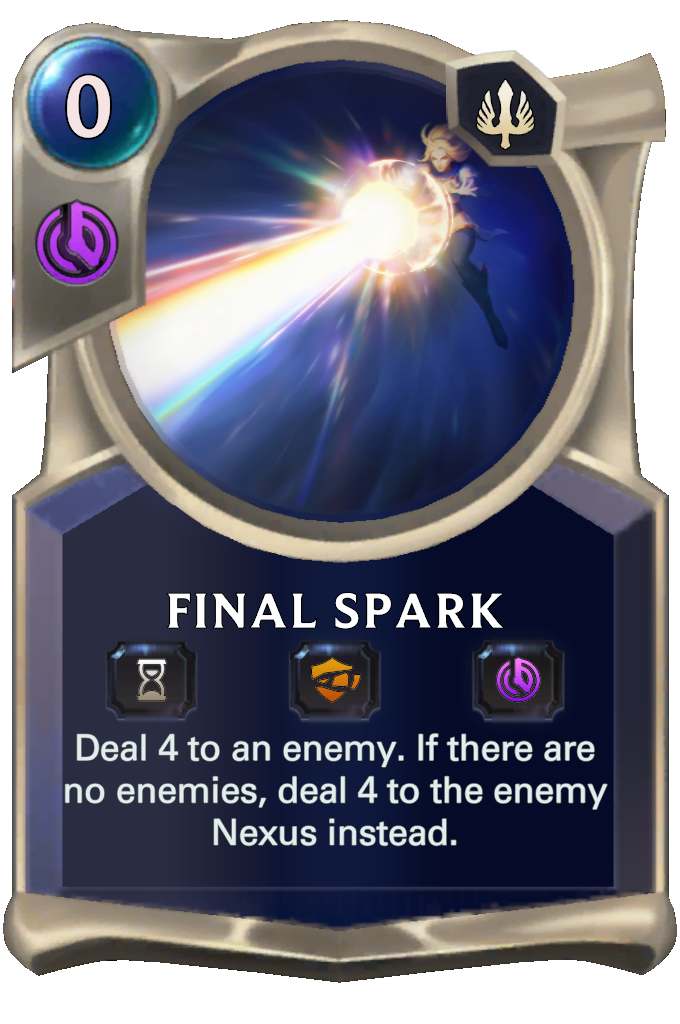 0
FINAL SPARK
Deal 4 to an enemy. If there are
no enemies, deal 4 to the enemy
Nexus instead.